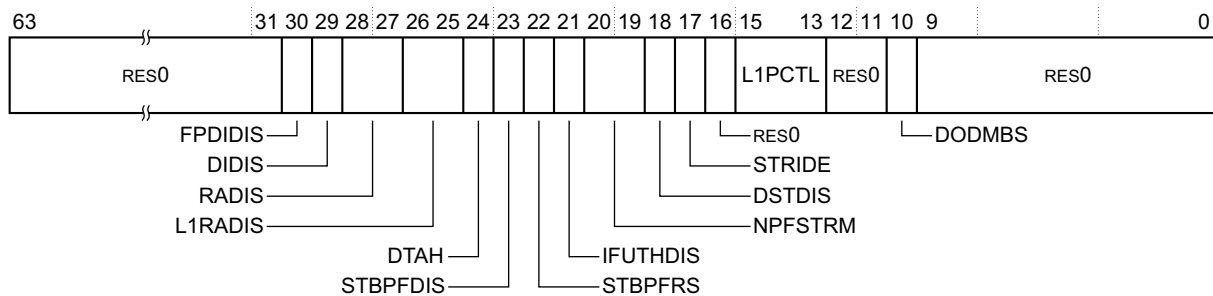 63 31 30 29 28 27 26 25 24 23 22 21 20 19 18 17 16 15 13 12 11 10 9 0
RES0 L1PCTL RES0 RES0
FPDIDIS RES0 DODMBS
DIDIS STRIDE
RADIS DSTDIS
L1RADIS NPFSTRM
DTAH IFUTHDIS
STBPFDIS STBPFRS